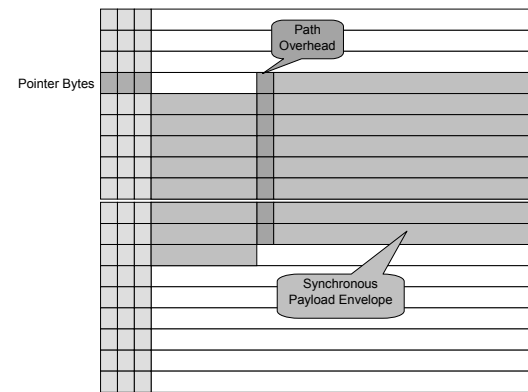 Path
Overhead
Pointer Bytes
Synchronous
Payload Envelope